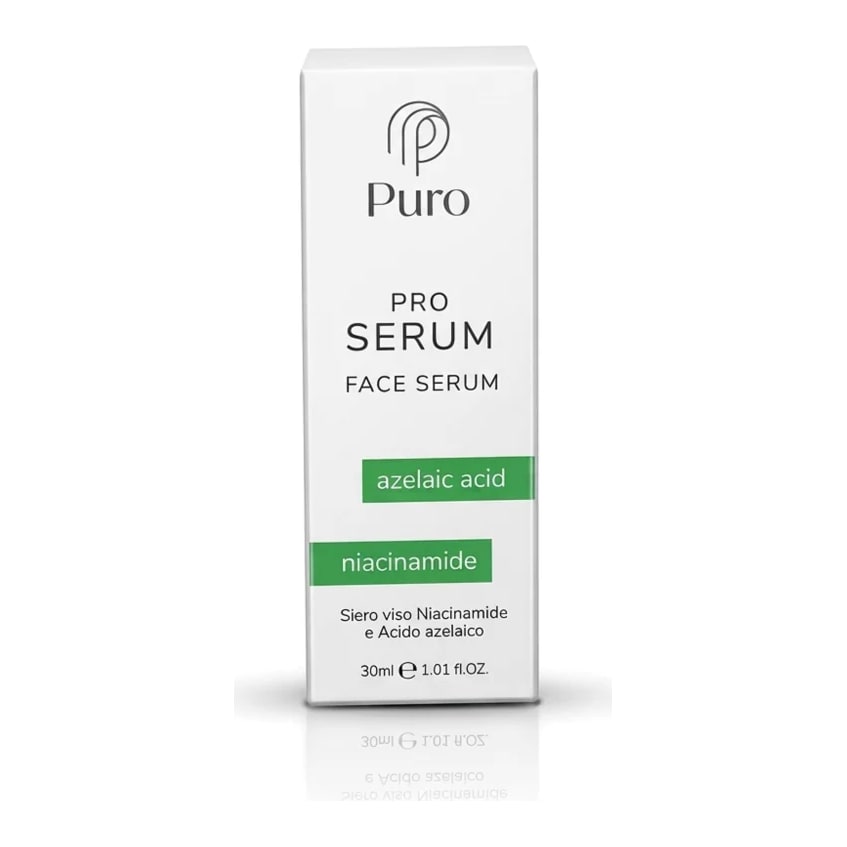 Puro
PRO
SERUM
FACE SERUM
azelaic acid
niacinamide
Siero viso Niacinamide
e Acido azelaico
30ml ℮ 1.01 fl.OZ.